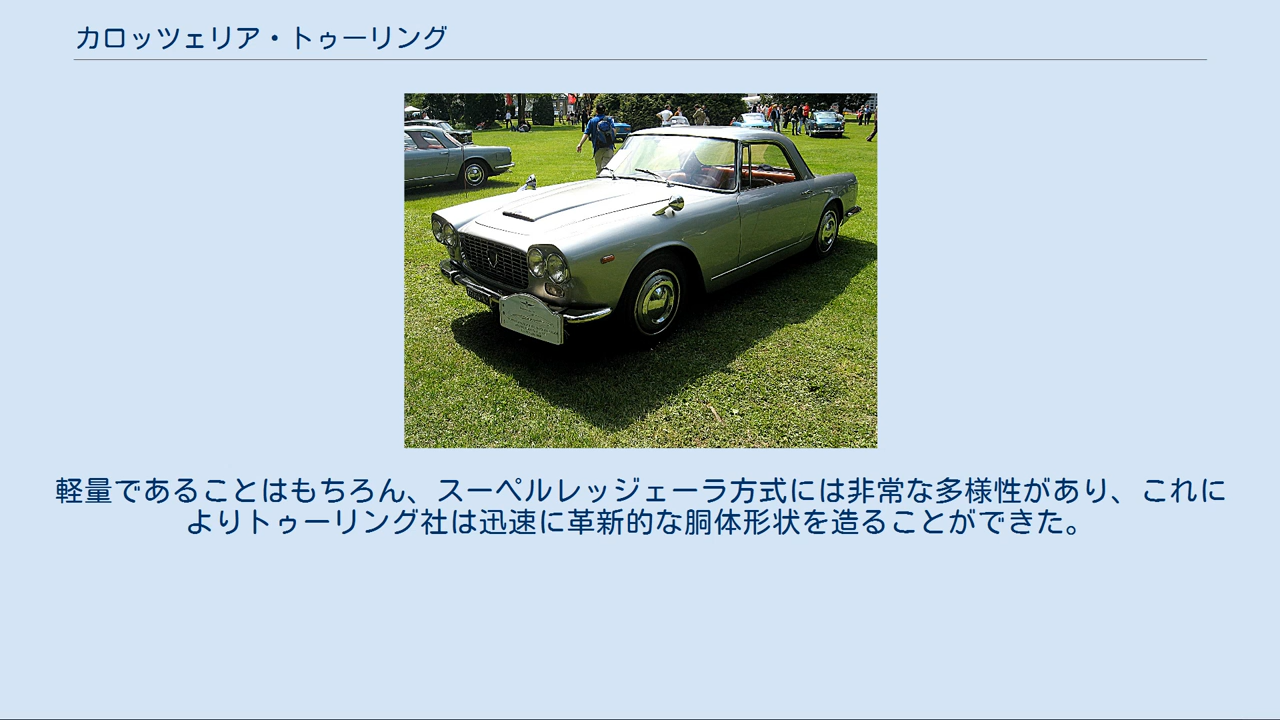 カロッツェリア・トゥーリング
軽量であることはもちろん、スーペルレッジェーラ方式には非常な多様性があり、これに
よりトゥーリング社は迅速に革新的な胴体形状を造ることができた。